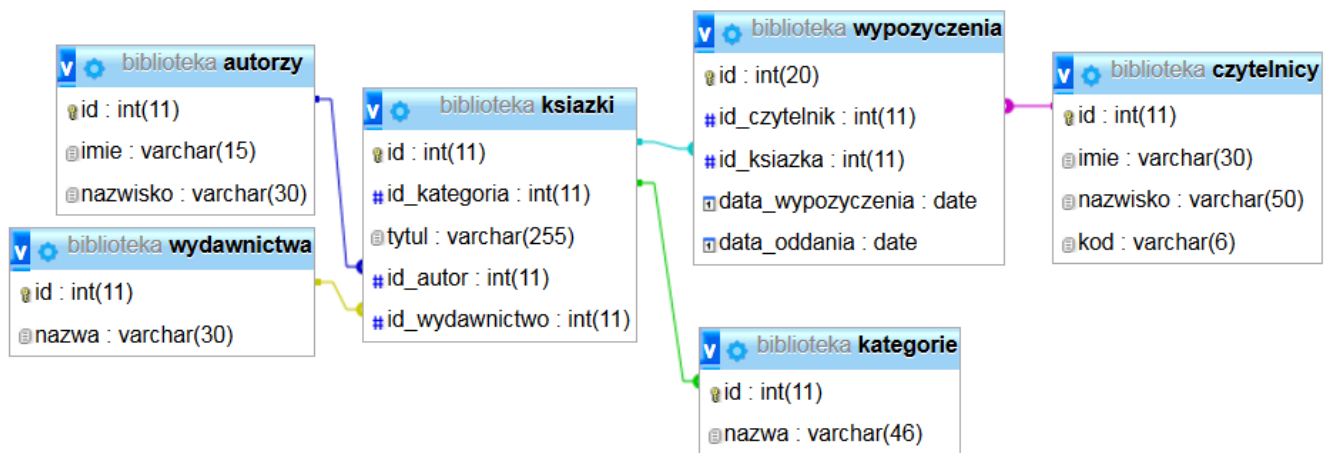 biblioteka autorzy
id : int(11)
imie : varchar(15)
nazwisko : varchar(30)
biblioteka wydawnictwa
id : int(11)
nazwa : varchar(30)
biblioteka ksiazki
id : int(11)
id_kategoria : int(11)
tytul : varchar(255)
id_autor : int(11)
id_wydawnictwo : int(11)
biblioteka wypozyczenia
id : int(20)
id_czytelnik : int(11)
id_ksiazka : int(11)
data_wypozyczenia : date
data_oddania : date
biblioteka kategorie
id : int(11)
nazwa : varchar(46)
biblioteka czytelnicy
id : int(11)
imie : varchar(30)
nazwisko : varchar(50)
kod : varchar(6)